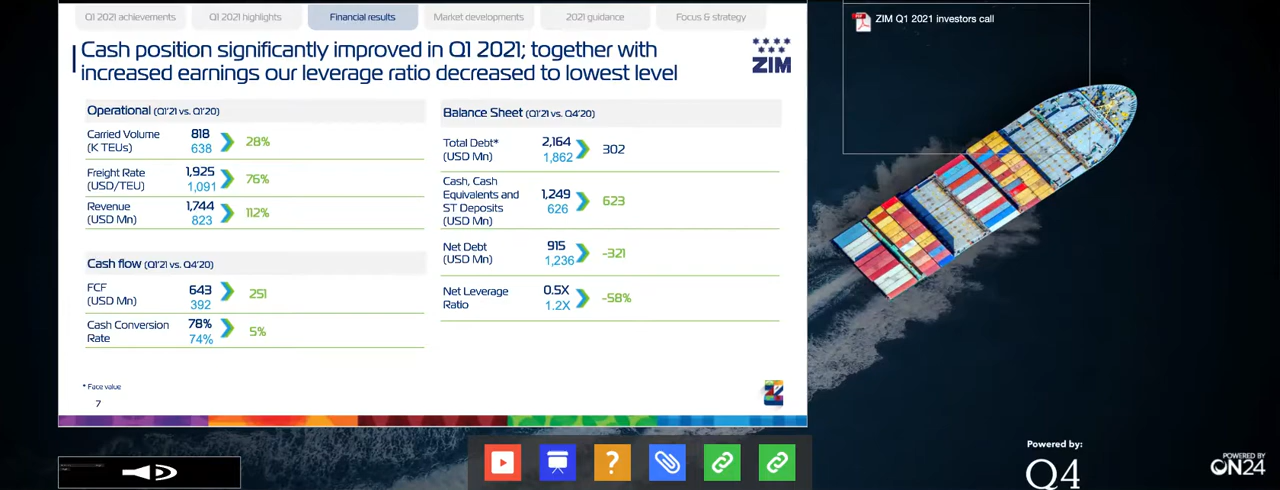 Q1 2021 achievements
Q1 2021 highlights
Financial results
Market developments
2021 guidance
Focus & strategy
Cash position significantly improved in Q1 2021; together with
increased earnings our leverage ratio decreased to lowest level
ZIM
Operational (Q1'21 vs. Q1'20)
Carried Volume
(K TEUs)
818
638
28%
Freight Rate
(USD/TEU)
1,925
1,091
76%
Revenue
(USD Mn)
1,744
823
112%
Cash flow (Q1'21 vs. Q4'20)
FCF
(USD Mn)
643
392
251
Cash Conversion
Rate
78%
74%
5%
Balance Sheet (Q1'21 vs. Q4'20)
Total Debt*
(USD Mn)
2,164
1,862
302
Cash, Cash
Equivalents and
ST Deposits
(USD Mn)
1,249
626
623
Net Debt
(USD Mn)
915
1,236
-321
Net Leverage
Ratio
0.5X
1.2X
-58%
* Face value
7
ZIM Q1 2021 investors call
?
Powered by:
Q4
POWERED BY
ON24